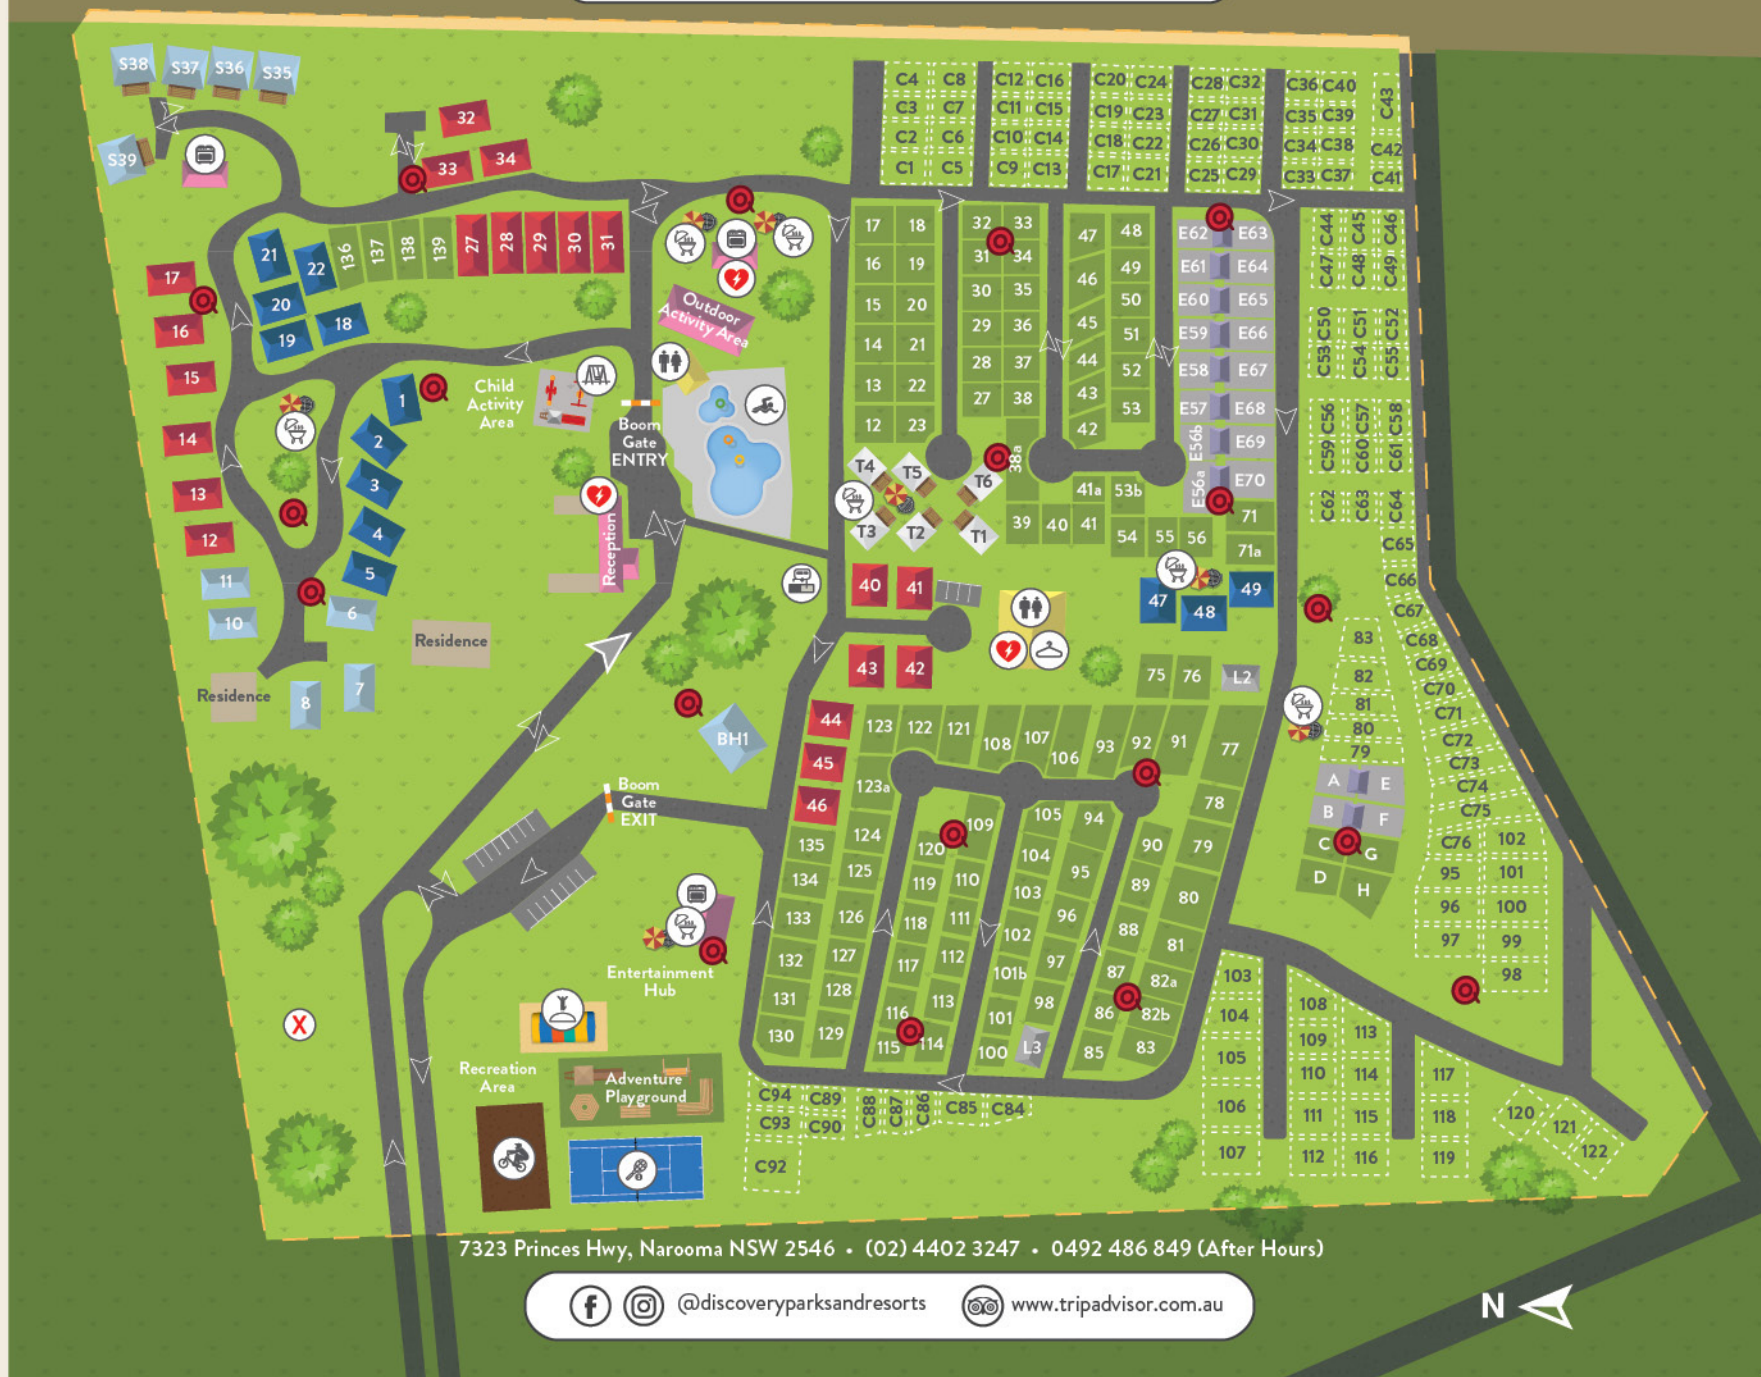 S38 S37 S36 S35
S39
32
33 34
C4 C8 C12 C16 C20 C24 C28 C32 C36 C40 C43
C3 C7 C11 C15 C19 C23 C27 C31 C35 C39
C2 C6 C10 C14 C18 C22 C26 C30 C34 C38 C42
C1 C5 C9 C13 C17 C21 C25 C29 C33 C37 C41
21 22 136 137 138 139 27 28 29 30 31
20
19 18
17
16
15
14
13
12
11
10
1
2
3
4
5
6
7
8
Outdoor
Activity Area
Child
Activity
Area
Boom
Gate
ENTRY
Reception
Residence
Residence
17 18
16 19
15 20
14 21
13 22
12 23
32 33
31 34
30 35
29 36
28 37
27 38
38a
47 48
46 49
50
45 51
44 52
43 53
42
41a 53b
39 40 41
54 55 56
E62 E63
E61 E64
E60 E65
E59 E66
E58 E67
E57 E68
E56b E69
E56a E70
71
71a
C47 C44 C48 C45 C49 C46
C53 C50 C54 C51 C55 C52
C59 C56 C60 C57 C61 C58
C62 C63 C64
C65
C66
C67
C68
C69
C70
C71
C72
C73
C74
C75
C76
T4 T5 T6
T3 T2 T1
40 41
43 42
47 48 49
75 76 L2
83
82
81
80
79
A E
B F
C G
D H
102
95 101
96 100
97 99
98
BH1
44
45
46
Boom
Gate
EXIT
123 122 121 108 107 106 93 92 91 77
123a 78
135 124 120 109 105 94 90 79
134 125 119 110 104 95 89 80
133 126 118 111 103 96 88 81
132 127 117 112 102 97 87 82a
131 128 116 113 101b 98 86 82b
130 129 115 114 101 100 L3 85 83
Entertainment
Hub
X
Recreation
Area
Adventure
Playground
C94 C89 C88 C87 C86 C85 C84
C93 C90
C92
103
104
105
106
107
108
109 113
110 114
111 115
112 116
117
118
119
120 121 122
7323 Princes Hwy, Narooma NSW 2546 • (02) 4402 3247 • 0492 486 849 (After Hours)
@discoveryparksandresorts www.tripadvisor.com.au
N